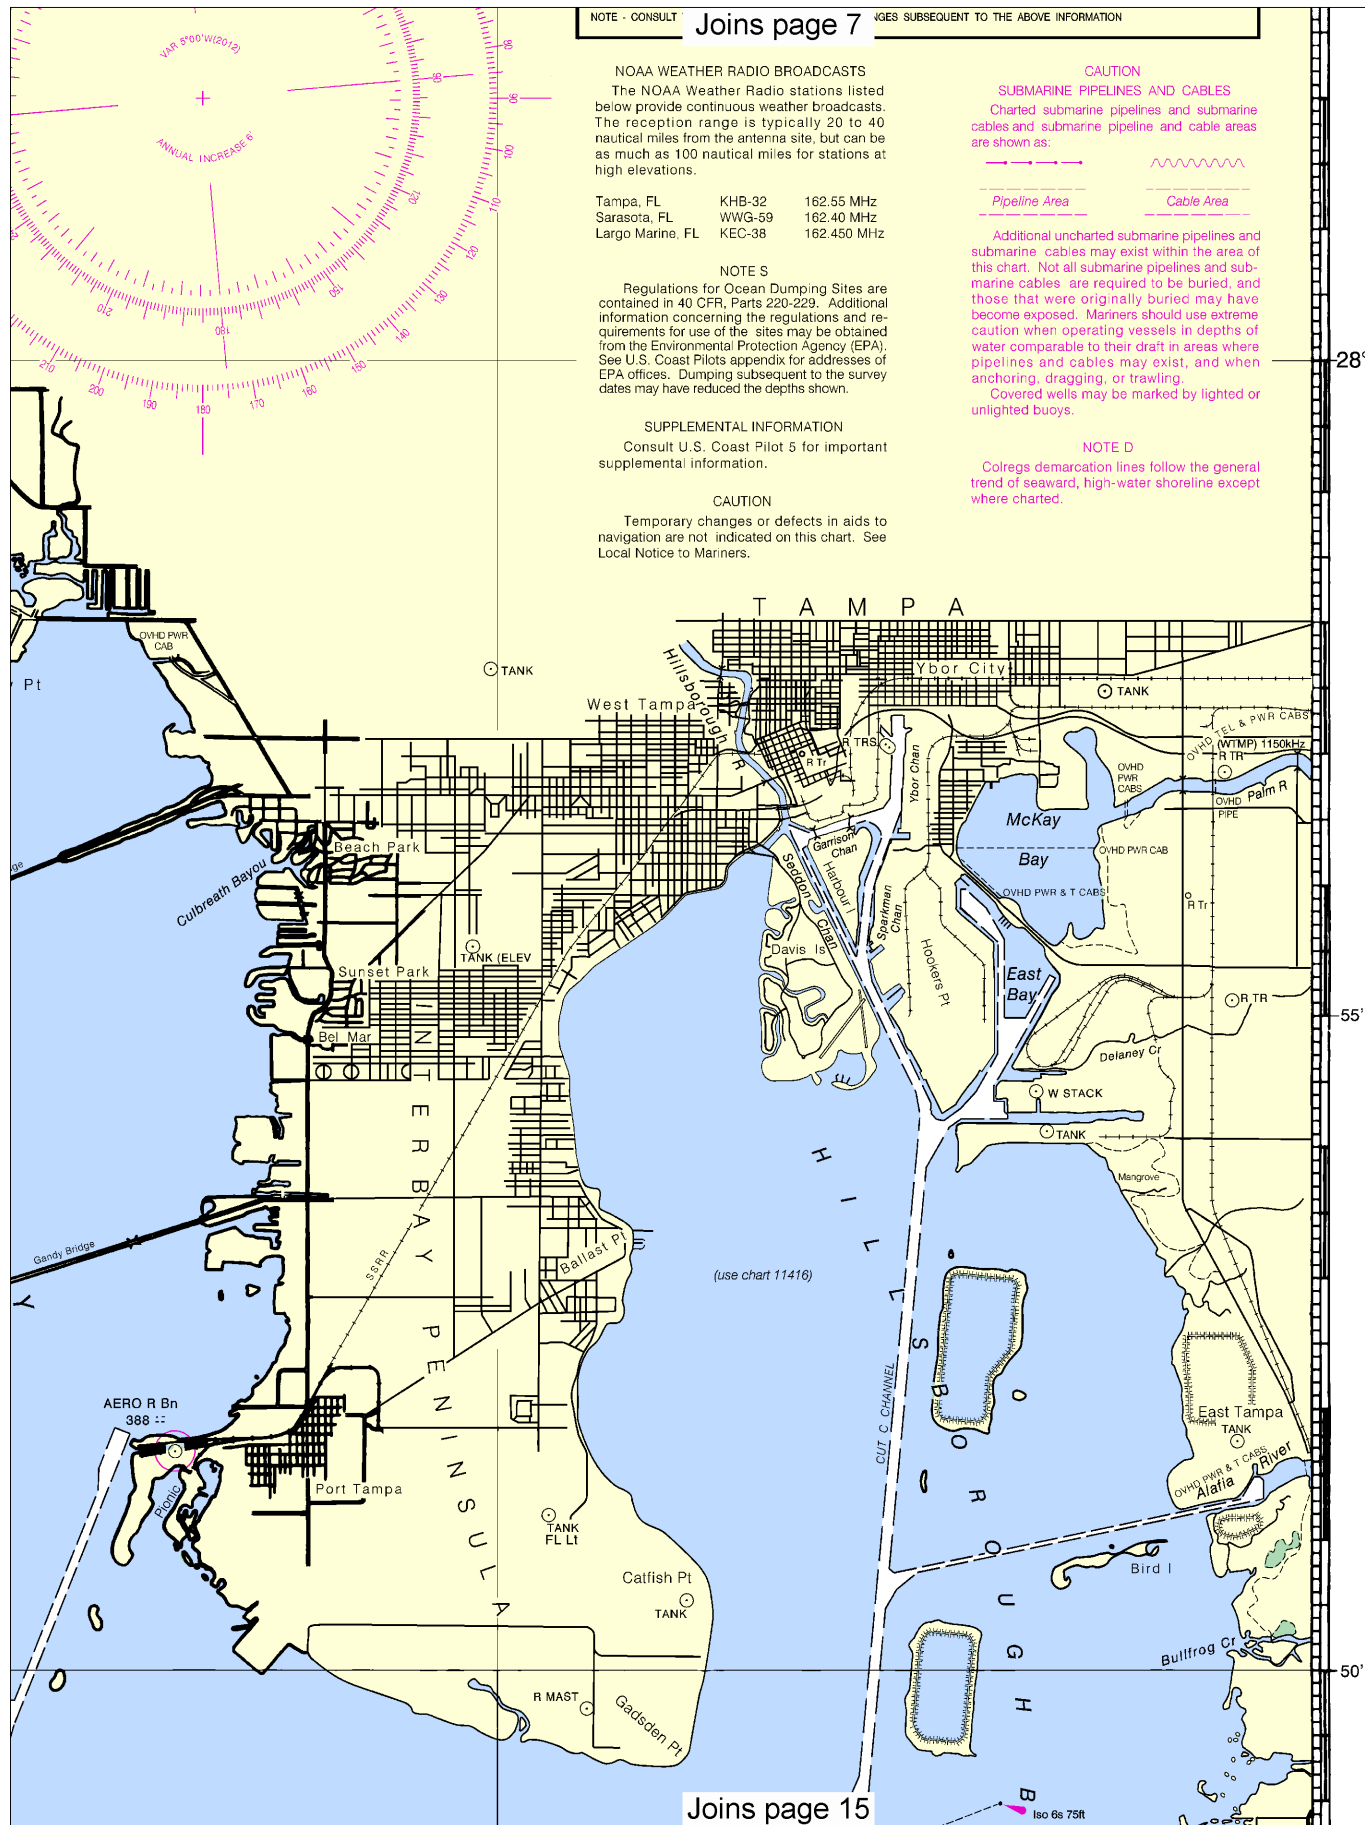 NOTE - CONSULT
NGES SUBSEQUENT TO THE ABOVE INFORMATION
Joins page 7
VAR 5°00'W(2012)
ANNUAL INCREASE 6'
NOAA WEATHER RADIO BROADCASTS
The NOAA Weather Radio stations listed
below provide continuous weather broadcasts.
The reception range is typically 20 to 40
nautical miles from the antenna site, but can be
as much as 100 nautical miles for stations at
high elevations.
Tampa, FL KHB-32 162.55 MHz
Sarasota, FL WWG-59 162.40 MHz
Largo Marine, FL KEC-38 162.450 MHz
NOTE S
Regulations for Ocean Dumping Sites are
contained in 40 CFR, Parts 220-229. Additional
information concerning the regulations and re-
quirements for use of the sites may be obtained
from the Environmental Protection Agency (EPA).
See U.S. Coast Pilots appendix for addresses of
EPA offices. Dumping subsequent to the survey
dates may have reduced the depths shown.
SUPPLEMENTAL INFORMATION
Consult U.S. Coast Pilot 5 for important
supplemental information.
CAUTION
Temporary changes or defects in aids to
navigation are not indicated on this chart. See
Local Notice to Mariners.
CAUTION
SUBMARINE PIPELINES AND CABLES
Charted submarine pipelines and submarine
cables and submarine pipeline and cable areas
are shown as:
Pipeline Area Cable Area
Additional uncharted submarine pipelines and
submarine cables may exist within the area of
this chart. Not all submarine pipelines and sub-
marine cables are required to be buried, and
those that were originally buried may have
become exposed. Mariners should use extreme
caution when operating vessels in depths of
water comparable to their draft in areas where
pipelines and cables may exist, and when
anchoring, dragging, or trawling.
Covered wells may be marked by lighted or
unlighted buoys.
NOTE D
Colregs demarcation lines follow the general
trend of seaward, high-water shoreline except
where charted.
60
90
100
110
120
130
140
150
160
170
180
190
200
210
120
150
180
210
28°
TAMPA
OVHD PWR
CAB
Pt
TANK
Hillsborough R
Ybor City
TANK
West Tampa
R TRS
R Tr
Ybor Chan
OVHD TEL & PWR CABS
(WTMP) 1150kHz
R TR
OVHD
PWR
CABS
Palm R
OVHD
PIPE
McKay
Bay
Garrison
Chan
OVHD PWR CAB
Beach Park
Culbreath Bayou
Seddon Chan
Harbour I
Sparkman
Chan
OVHD PWR & T CABS
R Tr
TANK (ELEV
Davis Is
Hookers Pt
East
Bay
Sunset Park
R TR
55'
Bel Mar
Delaney Cr
W STACK
TANK
INTERBAY PENINSULA
HILLSBOROUGH B
Mangrove
Gandy Bridge
Y
SSRR
Ballast Pt
(use chart 11416)
CUT C CHANNEL
AERO R Bn
388
East Tampa
TANK
OVHD PWR & T CABS
Alafia River
Picnic
Port Tampa
TANK
FL Lt
Bird I
Catfish Pt
TANK
Bullfrog Cr
50'
R MAST
Gadsden Pt
Iso 6s 75ft
Joins page 15